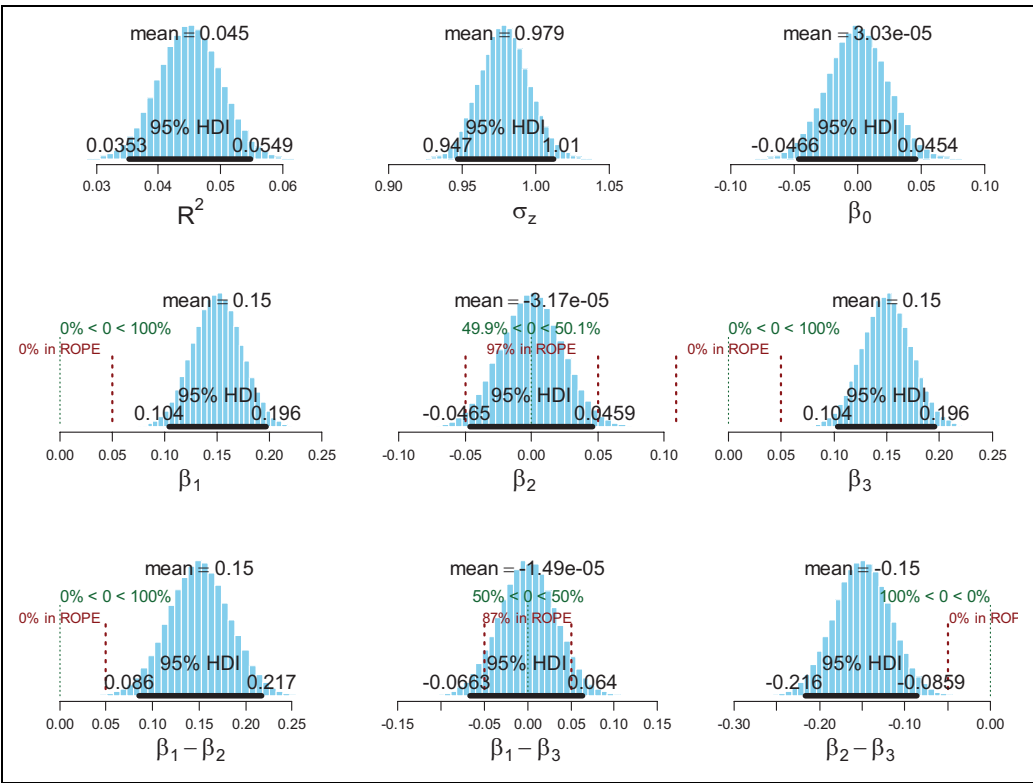 mean = 0.045
95% HDI
0.0353 0.0549
0.03 0.04 0.05 0.06
R²
mean = 0.979
95% HDI
0.947 1.01
0.90 0.95 1.00 1.05
σz
mean = 3.03e-05
95% HDI
-0.0466 0.0454
-0.10 -0.05 0.00 0.05 0.10
β0
mean = 0.15
0% < 0 < 100%
0% in ROPE
95% HDI
0.104 0.196
0.00 0.05 0.10 0.15 0.20 0.25
β1
mean = -3.17e-05
49.9% < 0 < 50.1%
97% in ROPE
95% HDI
-0.0465 0.0459
-0.10 -0.05 0.00 0.05 0.10
β2
mean = 0.15
0% < 0 < 100%
0% in ROPE
95% HDI
0.104 0.196
0.00 0.05 0.10 0.15 0.20 0.25
β3
mean = 0.15
0% < 0 < 100%
0% in ROPE
95% HDI
0.086 0.217
0.00 0.05 0.10 0.15 0.20 0.25
β1 − β2
mean = -1.49e-05
50% < 0 < 50%
87% in ROPE
95% HDI
-0.0663 0.064
-0.15 -0.05 0.00 0.05 0.10 0.15
β1 − β3
mean = -0.15
100% < 0 < 0%
0% in ROF
95% HDI
-0.216 -0.0859
-0.30 -0.20 -0.10 0.00
β2 − β3